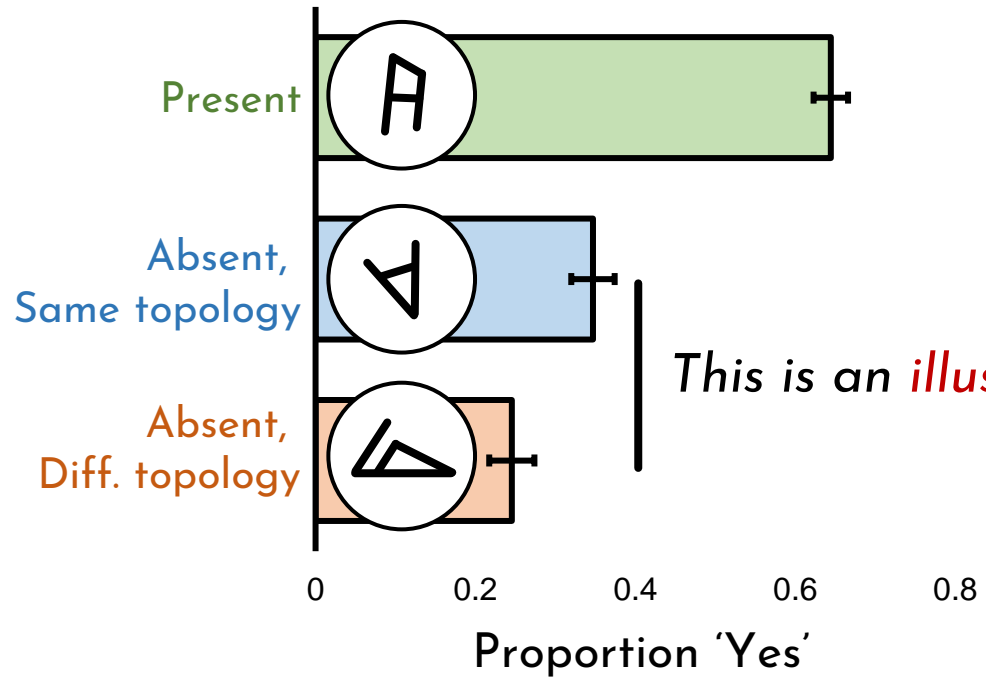 Present
Absent,
Same topology
This is an illus
Absent,
Diff. topology
0 0.2 0.4 0.6 0.8
Proportion ‘Yes’